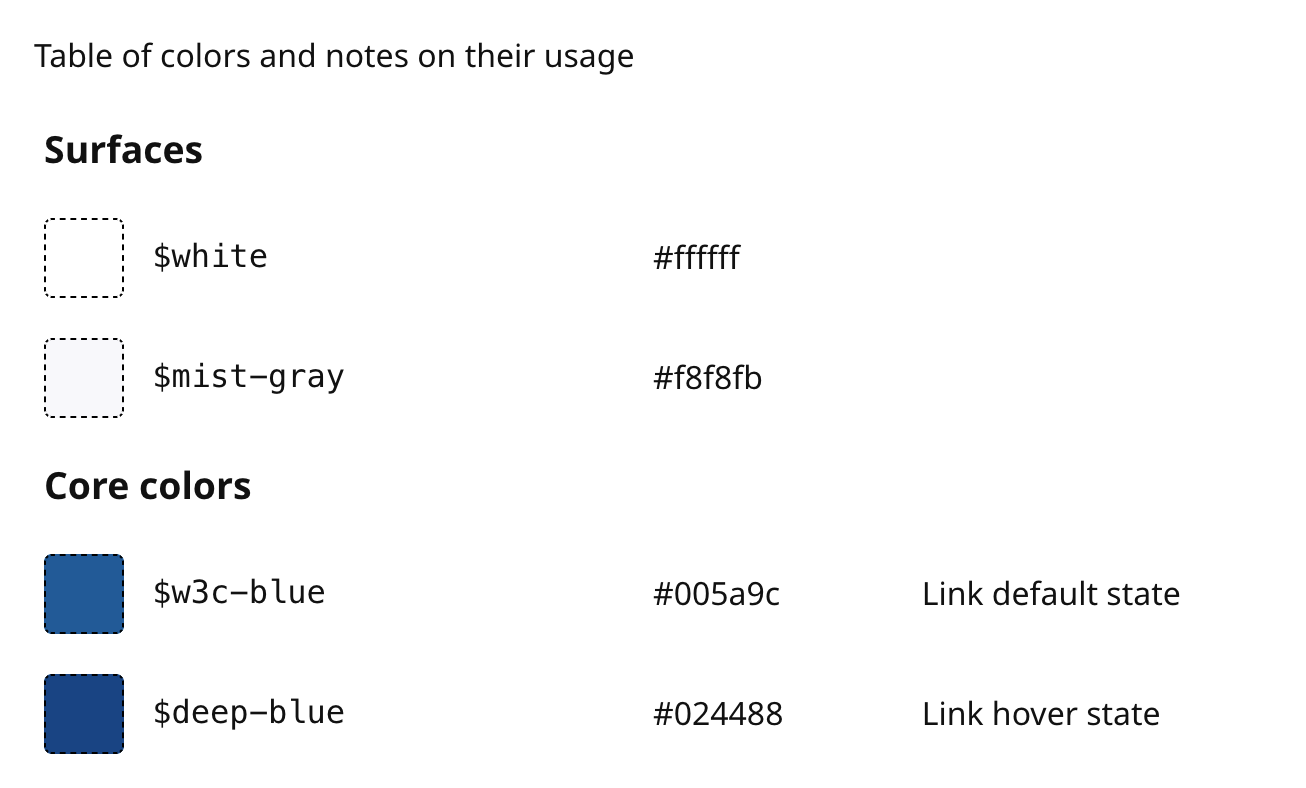 Table of colors and notes on their usage
Surfaces
$white #ffffff
$mist-gray #f8f8fb
Core colors
$w3c-blue #005a9c Link default state
$deep-blue #024488 Link hover state